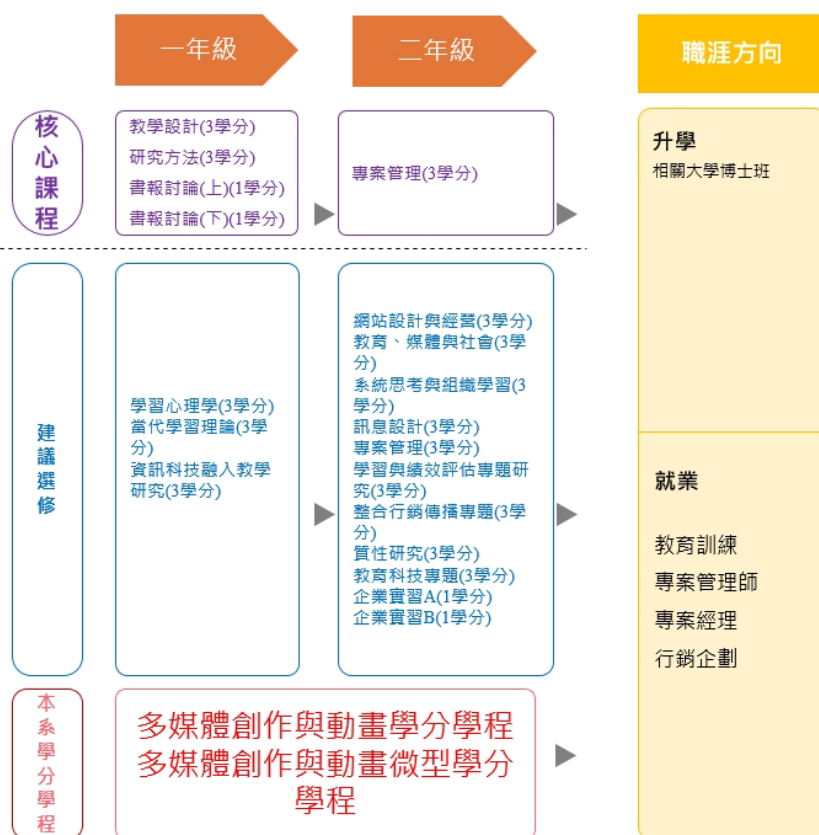 一年級
二年級
職涯方向
核
心
課
程
教學設計(3學分)
研究方法(3學分)
書報討論(上)(1學分)
書報討論(下)(1學分)
專案管理(3學分)
升學
相關大學博士班
建
議
選
修
學習心理學(3學分)
當代學習理論(3學
分)
資訊科技融入教學
研究(3學分)
網站設計與經營(3學分)
教育、媒體與社會(3學
分)
系統思考與組織學習(3
學分)
訊息設計(3學分)
專案管理(3學分)
學習與績效評估專題研
究(3學分)
整合行銷傳播專題(3學
分)
質性研究(3學分)
教育科技專題(3學分)
企業實習A(1學分)
企業實習B(1學分)
就業
教育訓練
專案管理師
專案經理
行銷企劃
本
系
學
分
學
程
多媒體創作與動畫學分學程
多媒體創作與動畫微型學分
學程